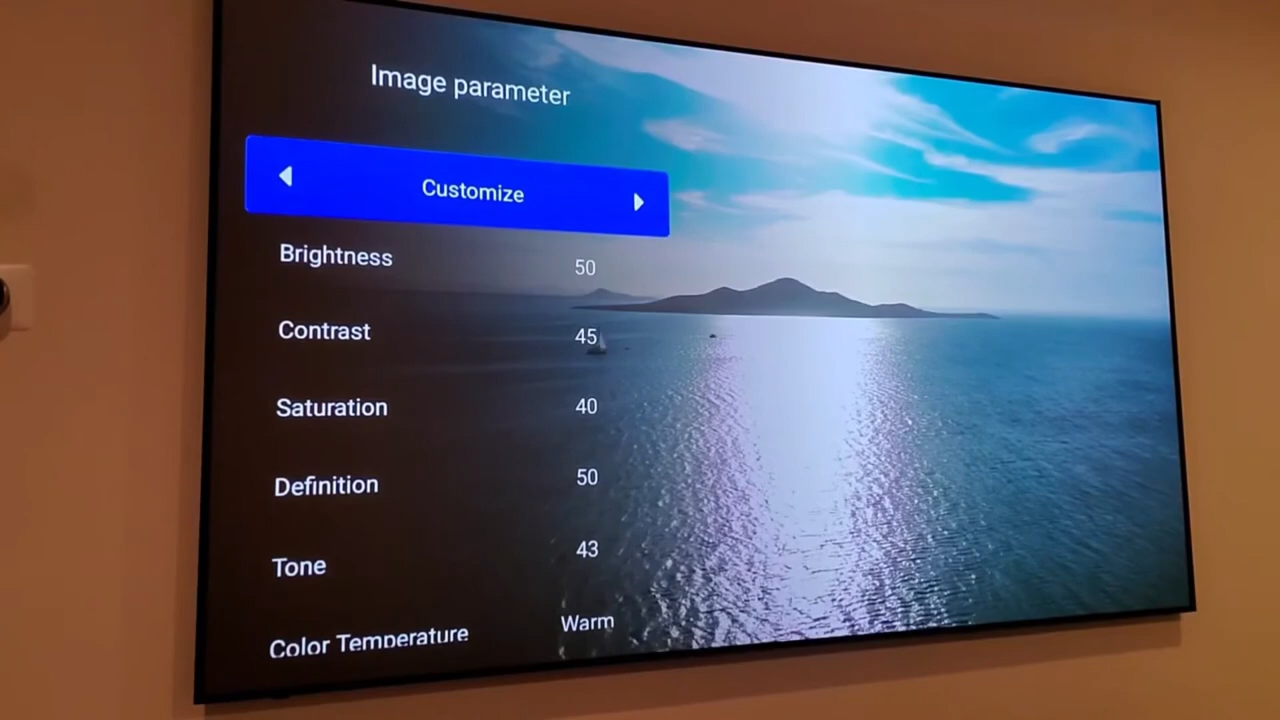 Image parameter
Customize
Brightness 50
Contrast 45
Saturation 40
Definition 50
Tone 43
Color Temperature Warm